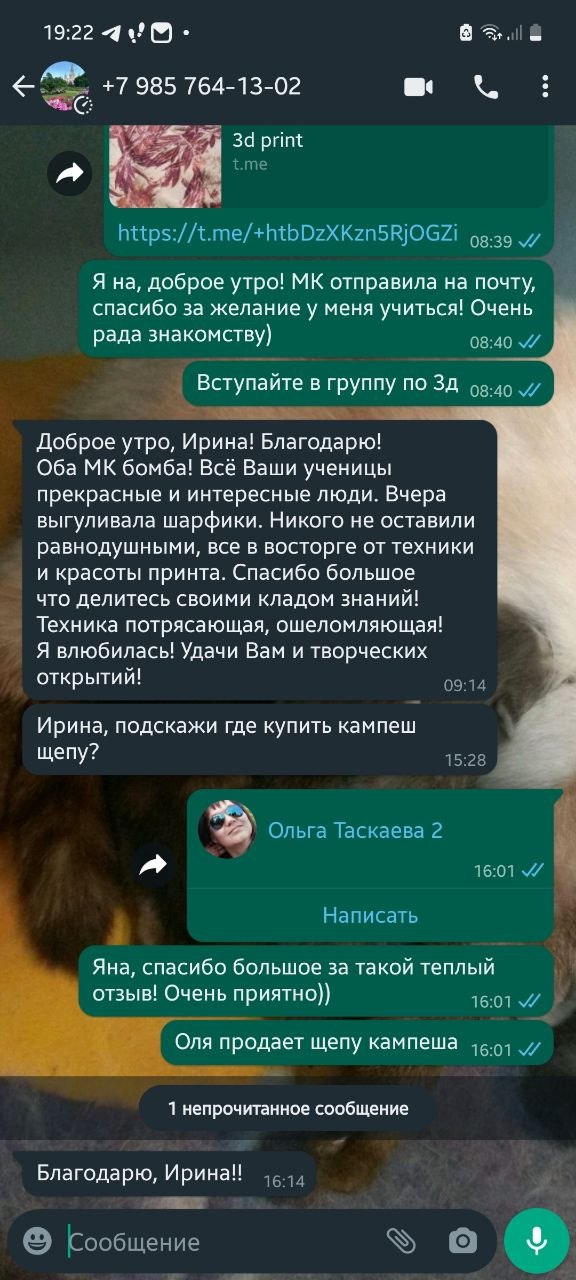 19:22
+7 985 764-13-02
3d print
t.me
https://t.me/+htbDzXKzn5RjOGZi 08:39
Я на, доброе утро! МК отправила на почту,
спасибо за желание у меня учиться! Очень
рада знакомству) 08:40
Вступайте в группу по 3д 08:40
Доброе утро, Ирина! Благодарю!
Оба МК бомба! Всё Ваши ученицы
прекрасные и интересные люди. Вчера
выгуливала шарфики. Никого не оставили
равнодушными, все в восторге от техники
и красоты принта. Спасибо большое
что делитесь своими кладом знаний!
Техника потрясающая, ошеломляющая!
Я влюбилась! Удачи Вам и творческих
открытий! 09:14
Ирина, подскажи где купить кампеш
щепу? 15:28
Ольга Таскаева 2
16:01
Написать
Яна, спасибо большое за такой теплый
отзыв! Очень приятно)) 16:01
Оля продает щепу кампеша 16:01
1 непрочитанное сообщение
Благодарю, Ирина!! 16:14
Сообщение